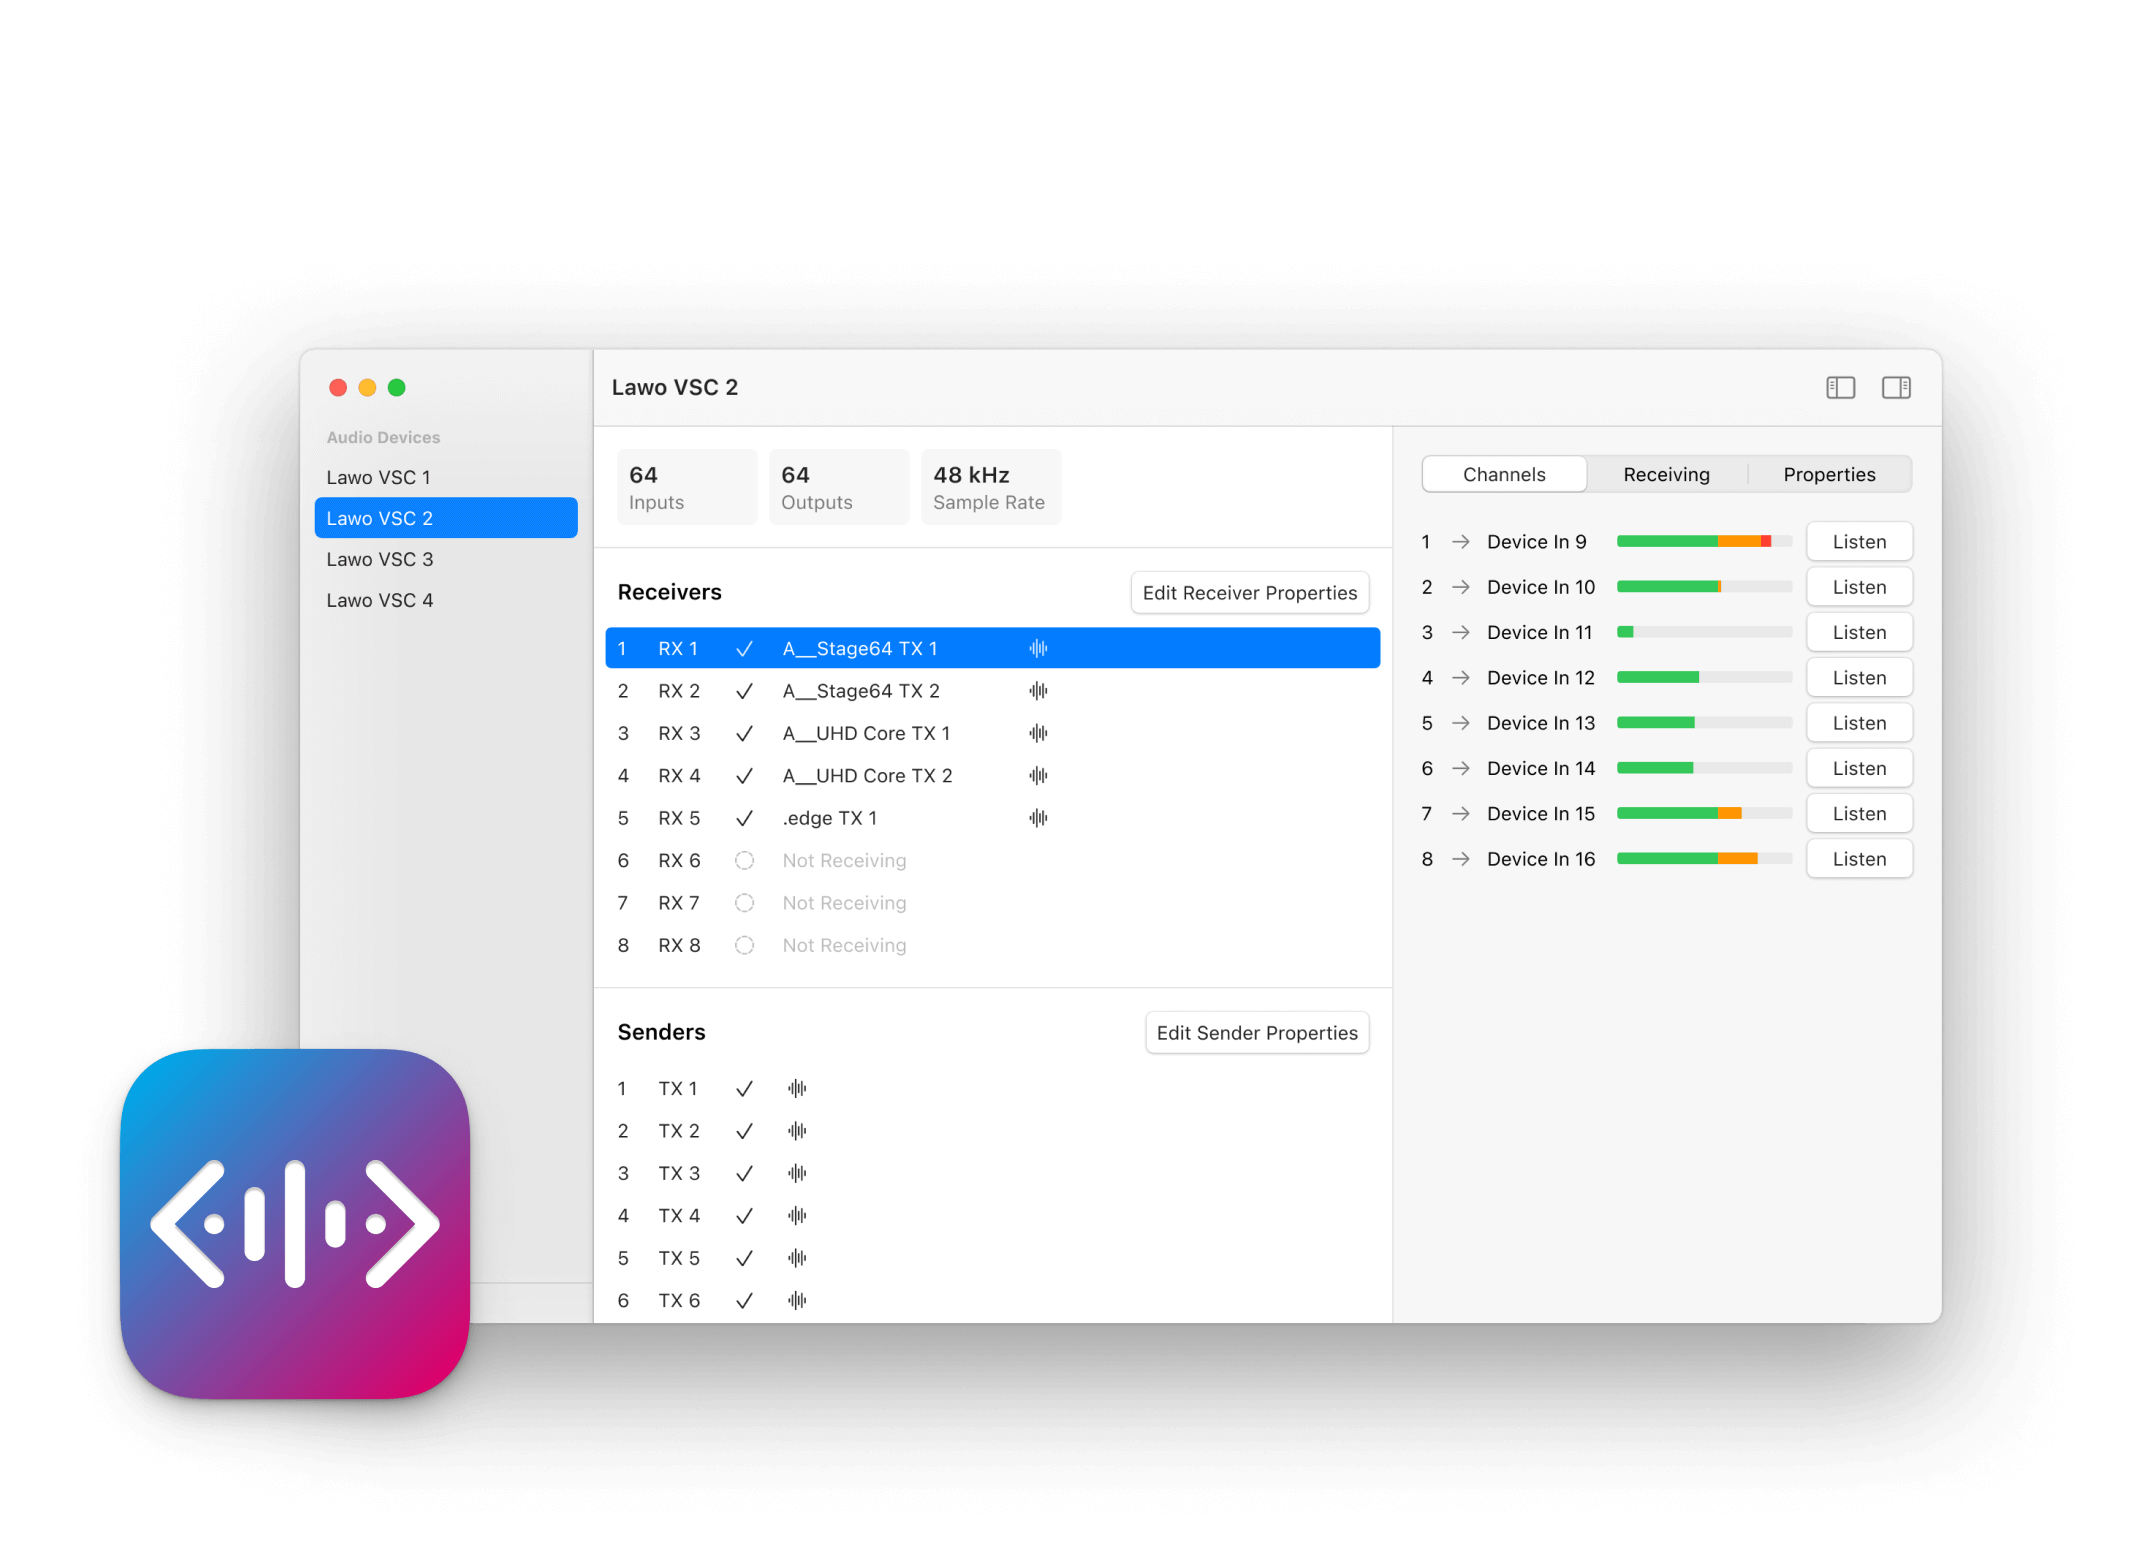 Lawo VSC 2
Audio Devices
Lawo VSC 1
Lawo VSC 2
Lawo VSC 3
Lawo VSC 4
64
Inputs
64
Outputs
48 kHz
Sample Rate
Receivers
Edit Receiver Properties
1 RX 1 A__Stage64 TX 1
2 RX 2 A__Stage64 TX 2
3 RX 3 A__UHD Core TX 1
4 RX 4 A__UHD Core TX 2
5 RX 5 .edge TX 1
6 RX 6 Not Receiving
7 RX 7 Not Receiving
8 RX 8 Not Receiving
Senders
Edit Sender Properties
1 TX 1
2 TX 2
3 TX 3
4 TX 4
5 TX 5
6 TX 6
Channels Receiving Properties
1 → Device In 9 Listen
2 → Device In 10 Listen
3 → Device In 11 Listen
4 → Device In 12 Listen
5 → Device In 13 Listen
6 → Device In 14 Listen
7 → Device In 15 Listen
8 → Device In 16 Listen